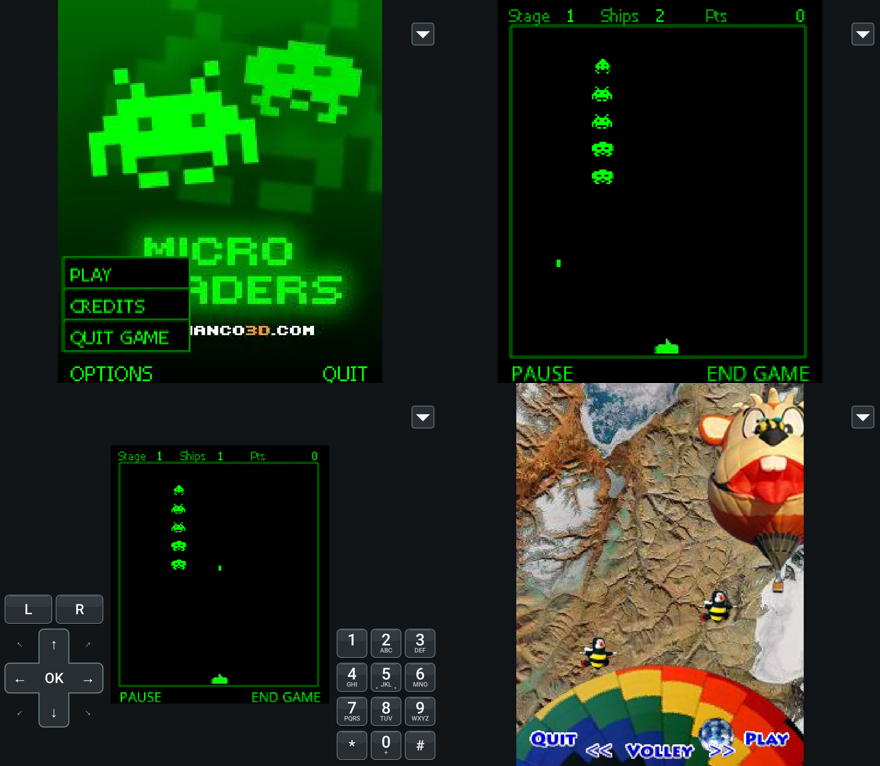 MICRO
ADERS
PLAY
CREDITS
QUIT GAME
ANCO3D.COM
OPTIONS QUIT
Stage 1 Ships 2 Pts 0
PAUSE END GAME
Stage 1 Ships 1 Pts 0
PAUSE END GAME
L R
↑
← OK →
↓
1 2 ABC 3 DEF
4 GHI 5 JKL 6 MNO
7 PQRS 8 TUV 9 WXYZ
* 0 + #
QUIT << VOLLEY >> PLAY